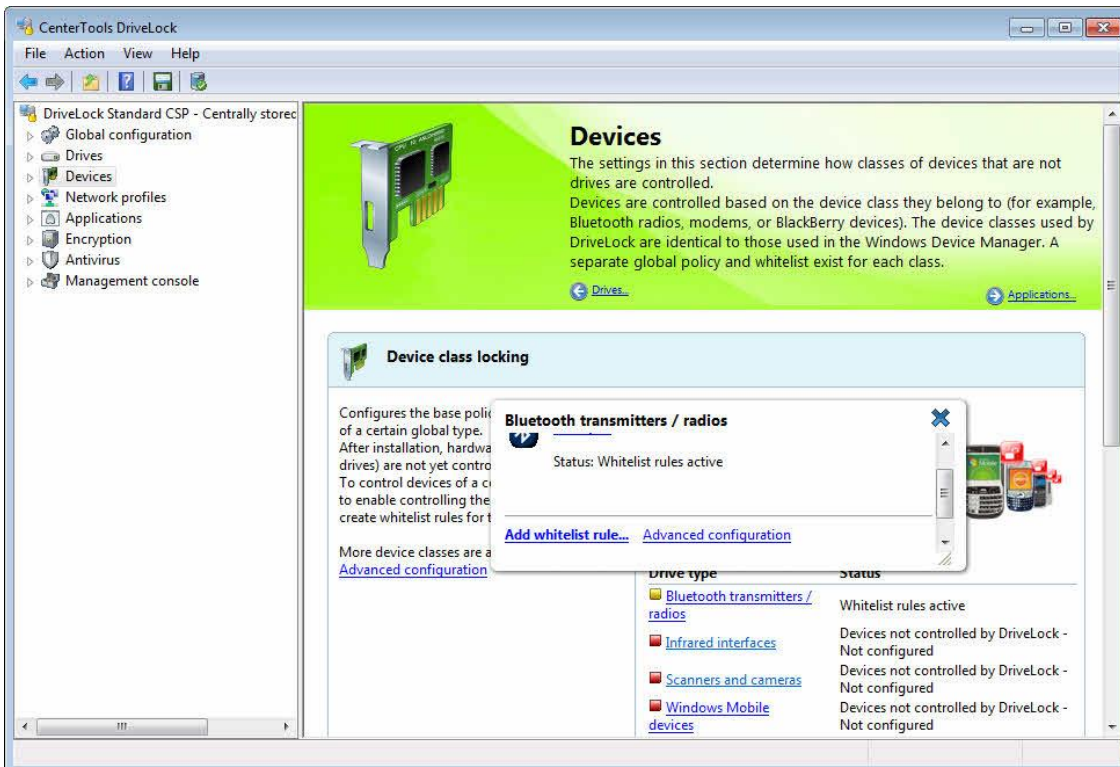 CenterTools DriveLock
File Action View Help
DriveLock Standard CSP - Centrally storec
Global configuration
Drives
Devices
Network profiles
Applications
Encryption
Antivirus
Management console
Devices
The settings in this section determine how classes of devices that are not
drives are controlled.
Devices are controlled based on the device class they belong to (for example,
Bluetooth radios, modems, or BlackBerry devices). The device classes used by
DriveLock are identical to those used in the Windows Device Manager. A
separate global policy and whitelist exist for each class.
Drives...
Applications...
Device class locking
Configures the base polic
of a certain global type.
After installation, hardwa
drives) are not yet contro
To control devices of a c
to enable controlling the
create whitelist rules for t
More device classes are a
Advanced configuration
Bluetooth transmitters / radios
Status: Whitelist rules active
Add whitelist rule... Advanced configuration
Drive type Status
Bluetooth transmitters /
radios
Whitelist rules active
Infrared interfaces
Devices not controlled by DriveLock -
Not configured
Scanners and cameras
Devices not controlled by DriveLock -
Not configured
Windows Mobile
devices
Devices not controlled by DriveLock -
Not configured